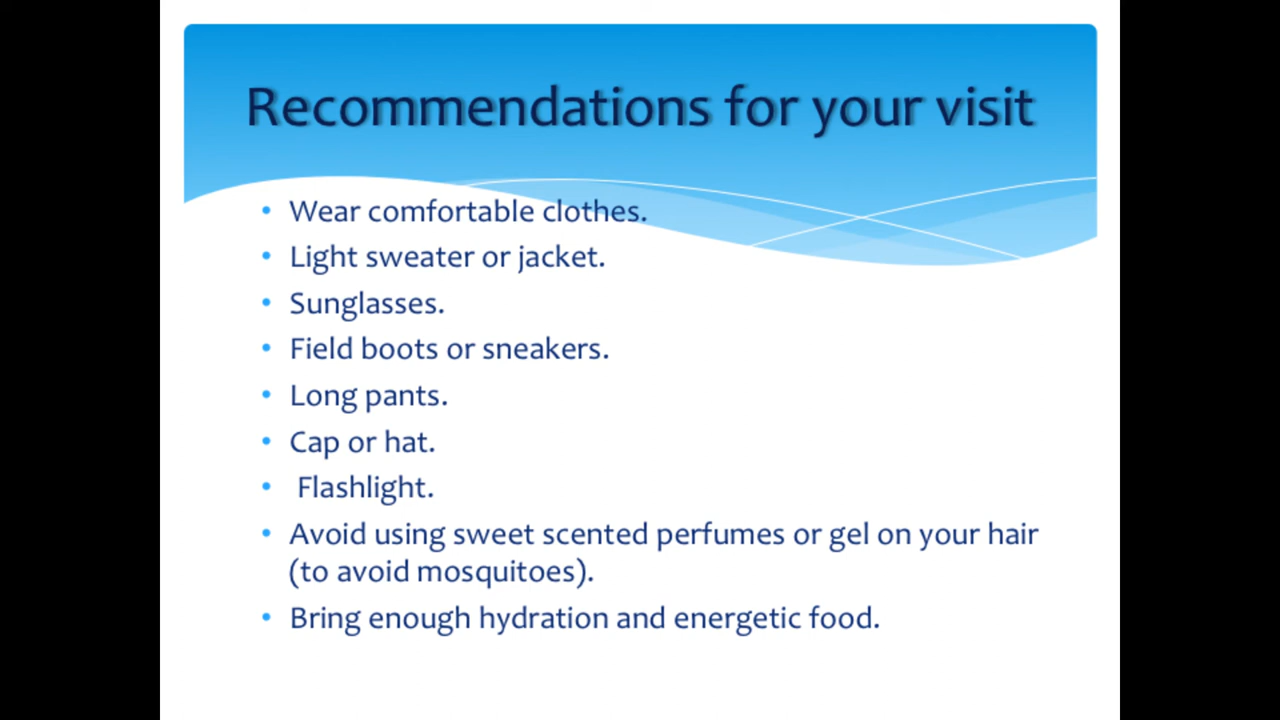 Recommendations for your visit
• Wear comfortable clothes.
• Light sweater or jacket.
• Sunglasses.
• Field boots or sneakers.
• Long pants.
• Cap or hat.
• Flashlight.
• Avoid using sweet scented perfumes or gel on your hair
(to avoid mosquitoes).
• Bring enough hydration and energetic food.